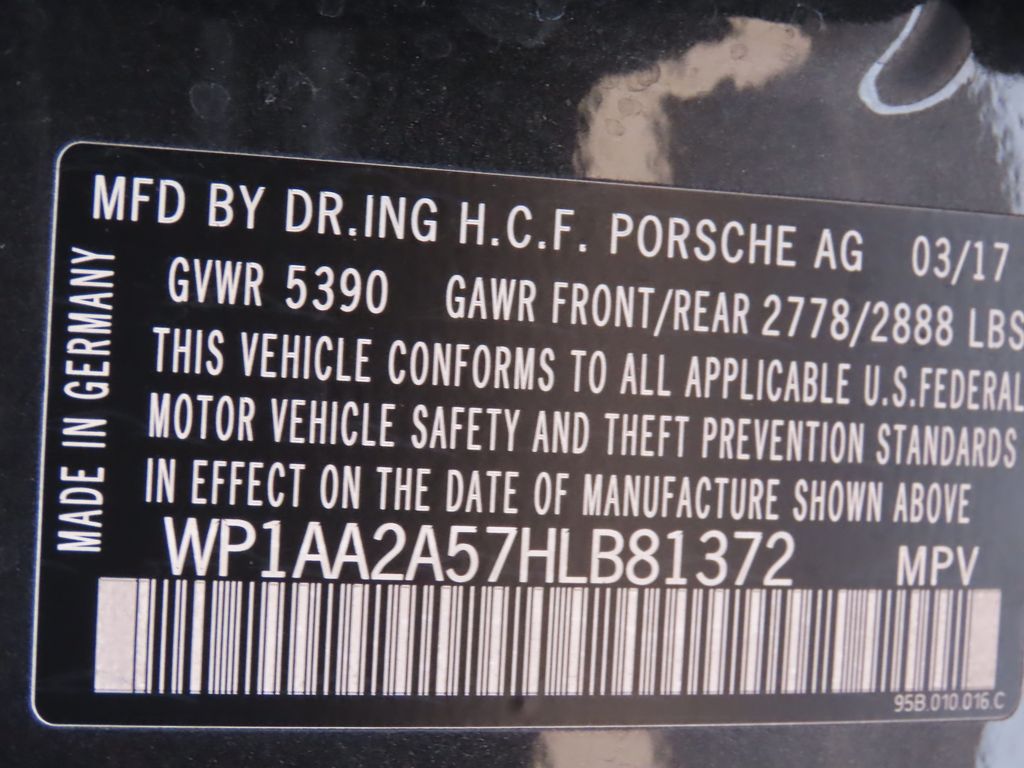 MFD BY DR.ING H.C.F. PORSCHE AG 03/17
GVWR 5390 GAWR FRONT/REAR 2778/2888 LBS
THIS VEHICLE CONFORMS TO ALL APPLICABLE U.S.FEDERAL
MOTOR VEHICLE SAFETY AND THEFT PREVENTION STANDARDS
IN EFFECT ON THE DATE OF MANUFACTURE SHOWN ABOVE
WP1AA2A57HLB81372 MPV
95B.010.016.C
MADE IN GERMANY